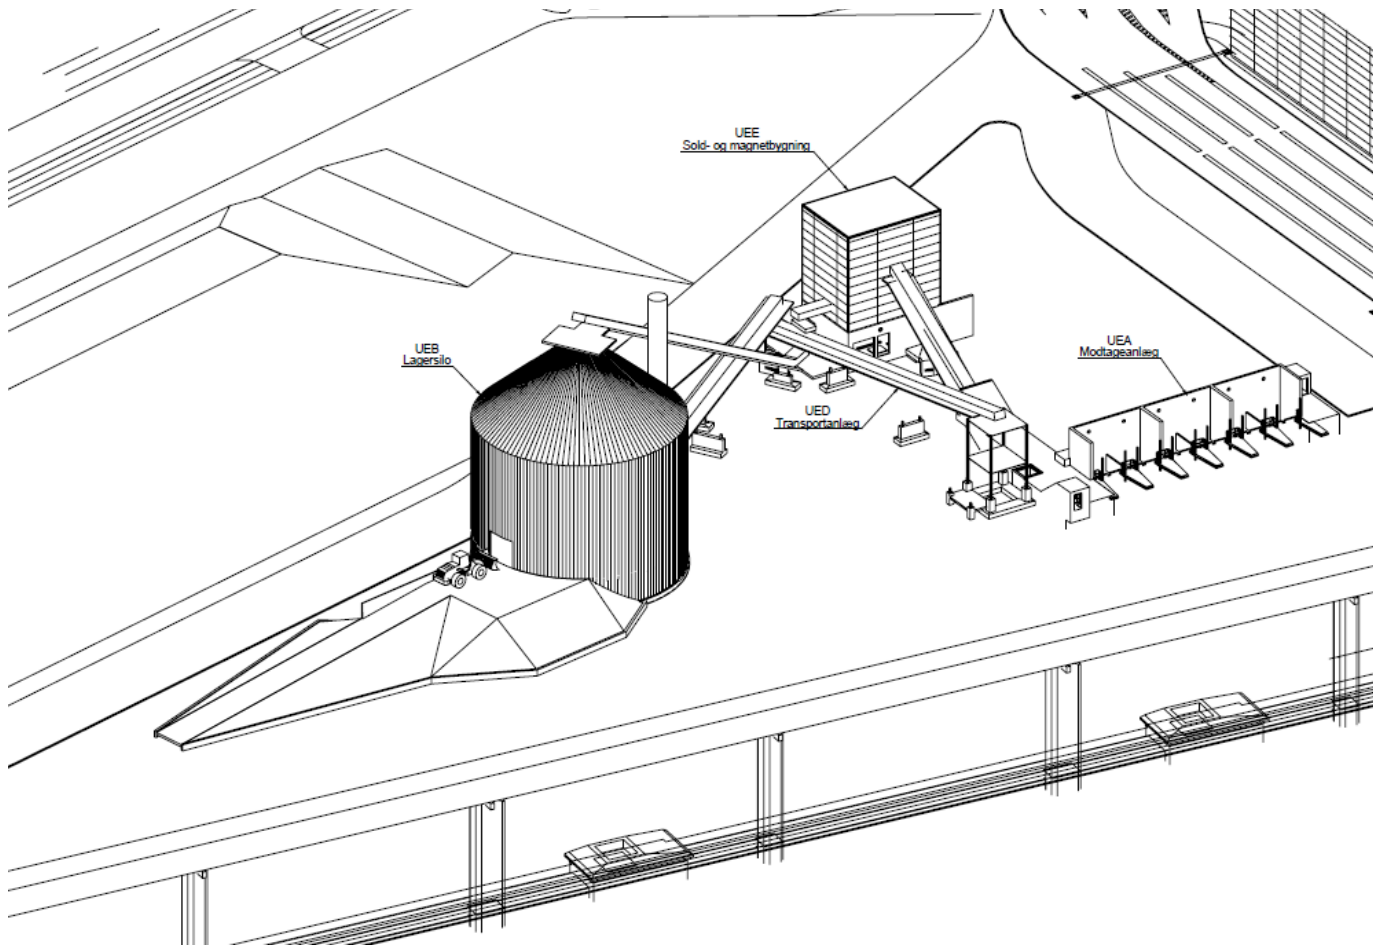 UEE
Sold- og magnetbygning
UEB
Lagersilo
UEA
Modtageanlæg
UED
Transportanlæg